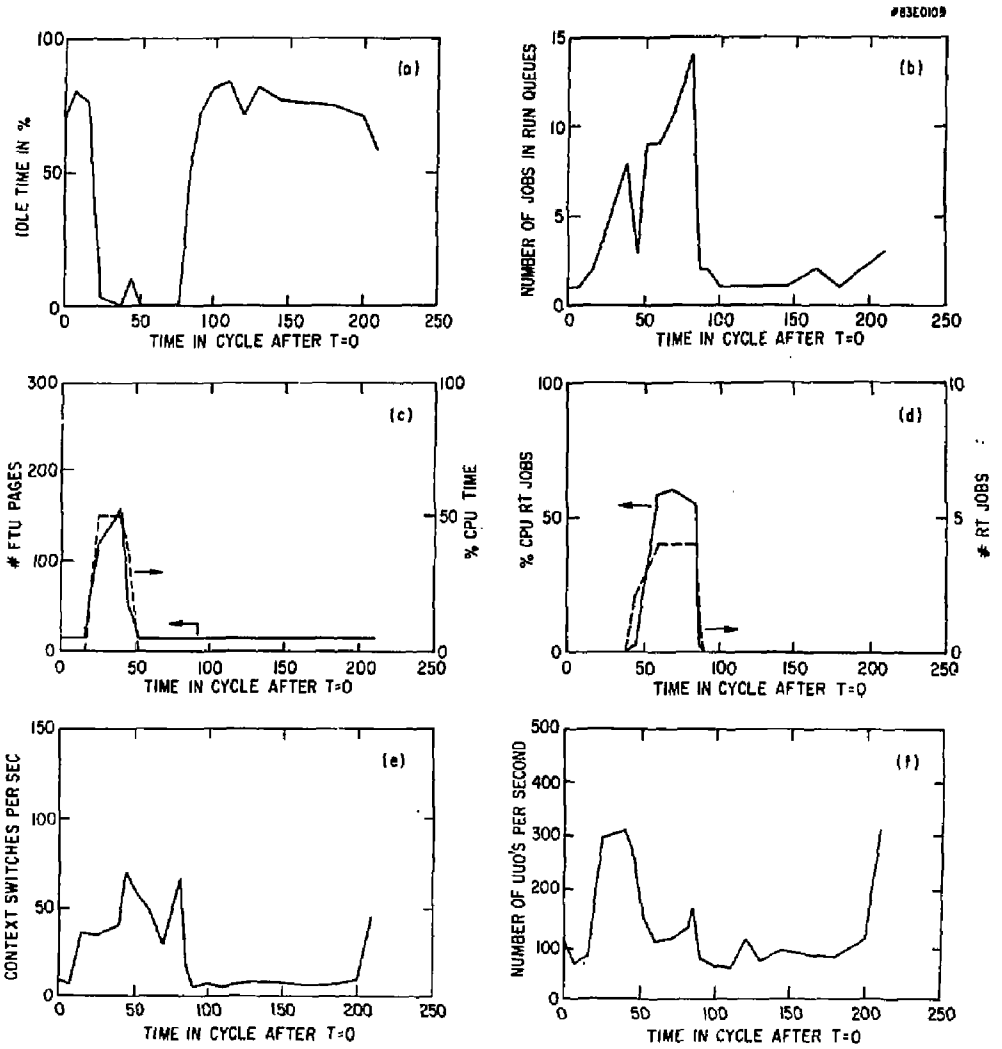 #83E0109
100
50
0
IDLE TIME IN %
(a)
0 50 100 150 200 250
TIME IN CYCLE AFTER T=0
15
10
5
0
NUMBER OF JOBS IN RUN QUEUES
(b)
0 50 100 150 200 250
TIME IN CYCLE AFTER T=0
300
200
100
0
# FTU PAGES
(c)
100
50
0
% CPU TIME
0 50 100 150 200 250
TIME IN CYCLE AFTER T=0
100
50
0
% CPU RT JOBS
(d)
10
5
0
# RT JOBS
0 50 100 150 200 250
TIME IN CYCLE AFTER T=0
150
100
50
0
CONTEXT SWITCHES PER SEC
(e)
0 50 100 150 200 250
TIME IN CYCLE AFTER T=0
500
400
300
200
100
0
NUMBER OF UUO'S PER SECOND
(f)
0 50 100 150 200 250
TIME IN CYCLE AFTER T=0